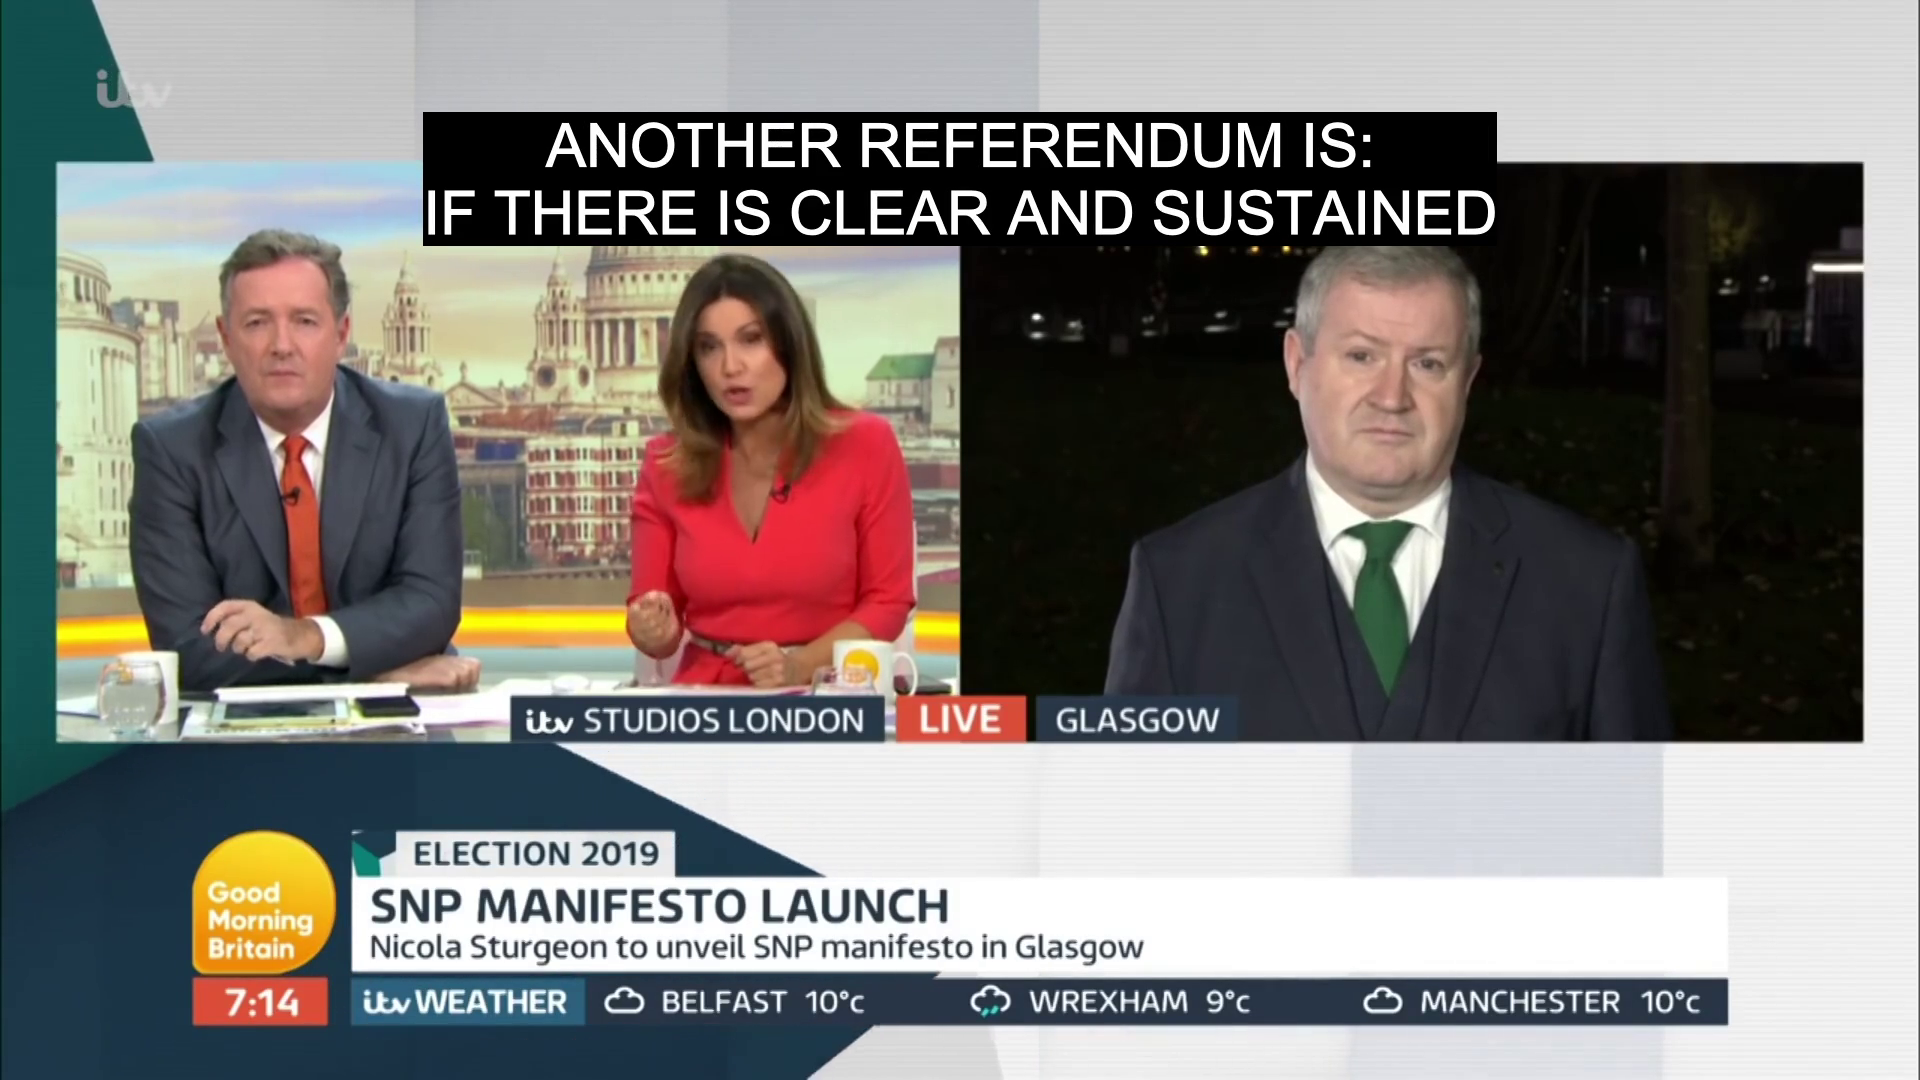 itv
ANOTHER REFERENDUM IS:
IF THERE IS CLEAR AND SUSTAINED
itv STUDIOS LONDON
LIVE
GLASGOW
ELECTION 2019
SNP MANIFESTO LAUNCH
Nicola Sturgeon to unveil SNP manifesto in Glasgow
Good
Morning
Britain
7:14
itv WEATHER
BELFAST 10°c
WREXHAM 9°c
MANCHESTER 10°c